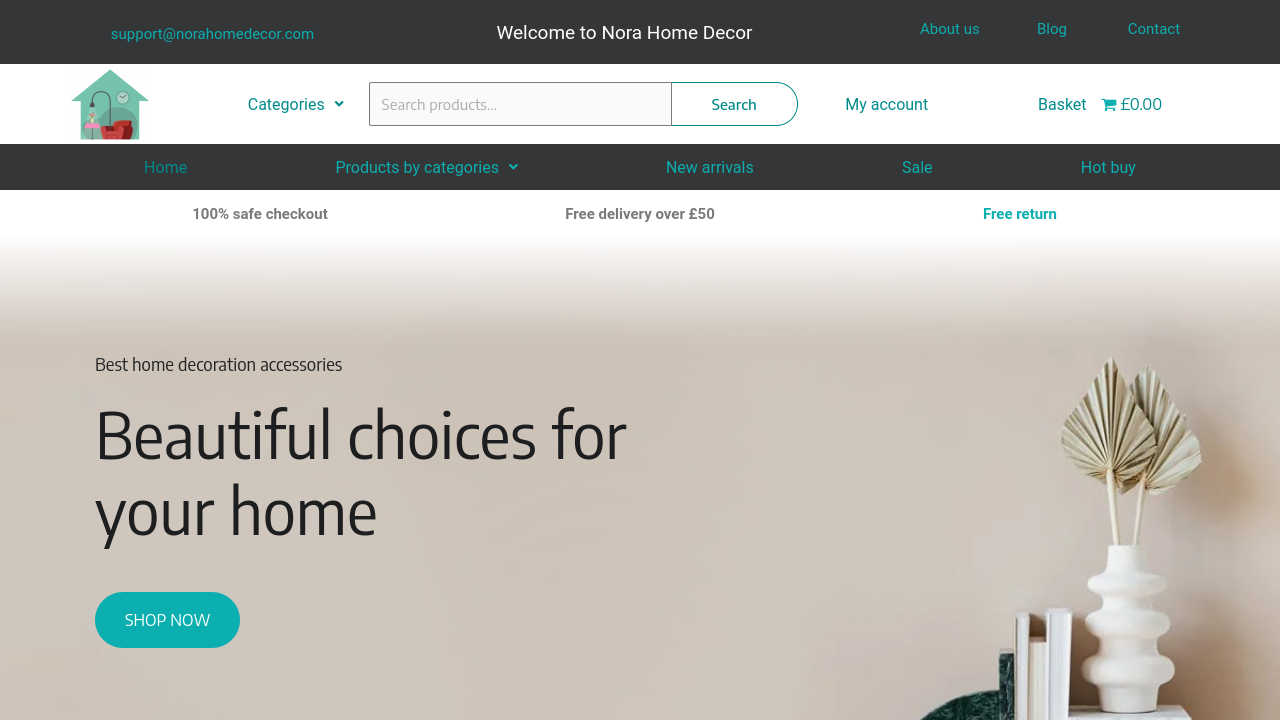 support@norahomedecor.com
Welcome to Nora Home Decor
About us
Blog
Contact
Categories
Search products...
Search
My account
Basket
£0.00
Home
Products by categories
New arrivals
Sale
Hot buy
100% safe checkout
Free delivery over £50
Free return
Best home decoration accessories
Beautiful choices for
your home
SHOP NOW